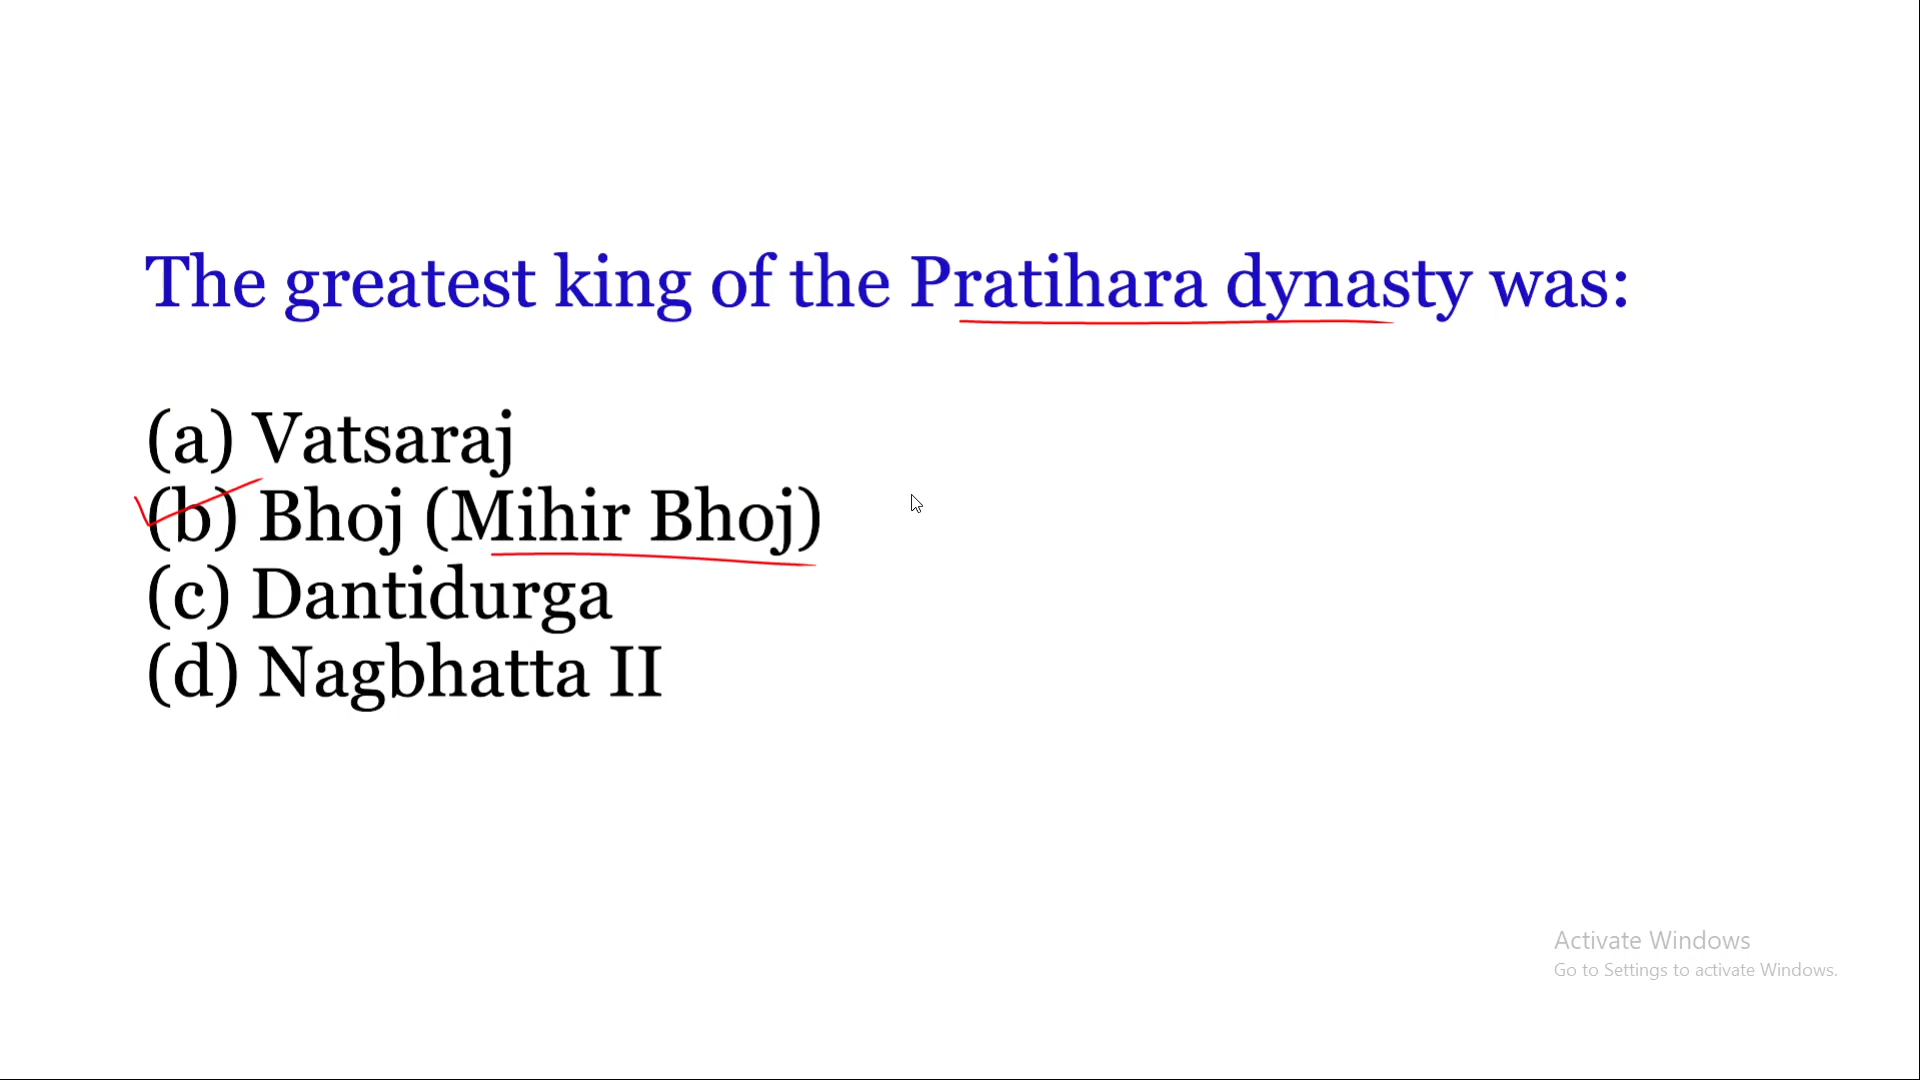 The greatest king of the Pratihara dynasty was:
(a) Vatsaraj
(b) Bhoj (Mihir Bhoj)
(c) Dantidurga
(d) Nagbhatta II
Activate Windows
Go to Settings to activate Windows.